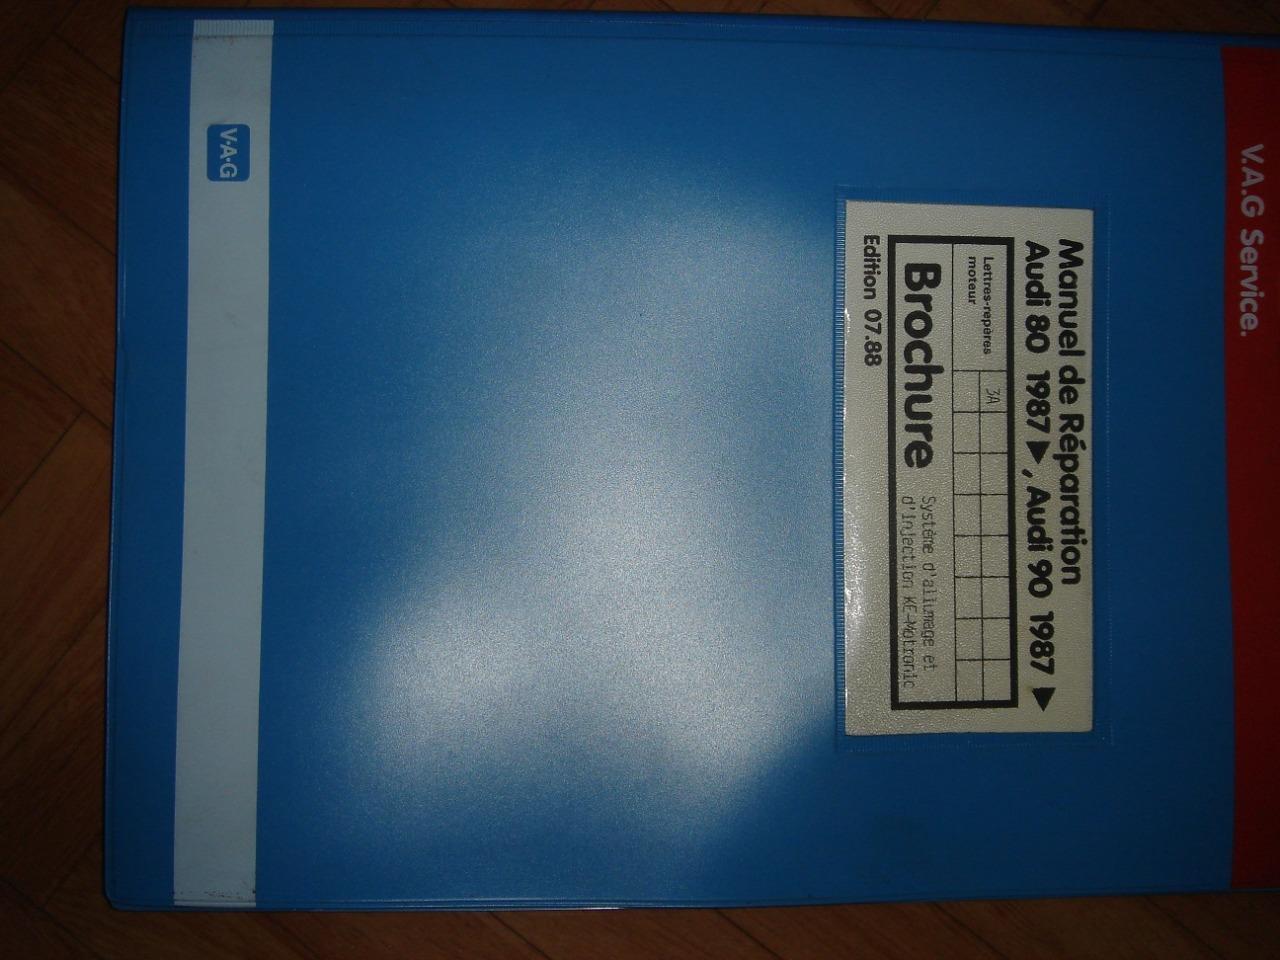 V.A.G Service.
Manuel de Réparation
Audi 80 1987 ▶, Audi 90 1987 ▶
Lettres-repères
moteur
3A
Brochure
Système d'allumage et
d'injection KE-Motronic
Edition 07.88
V·A·G